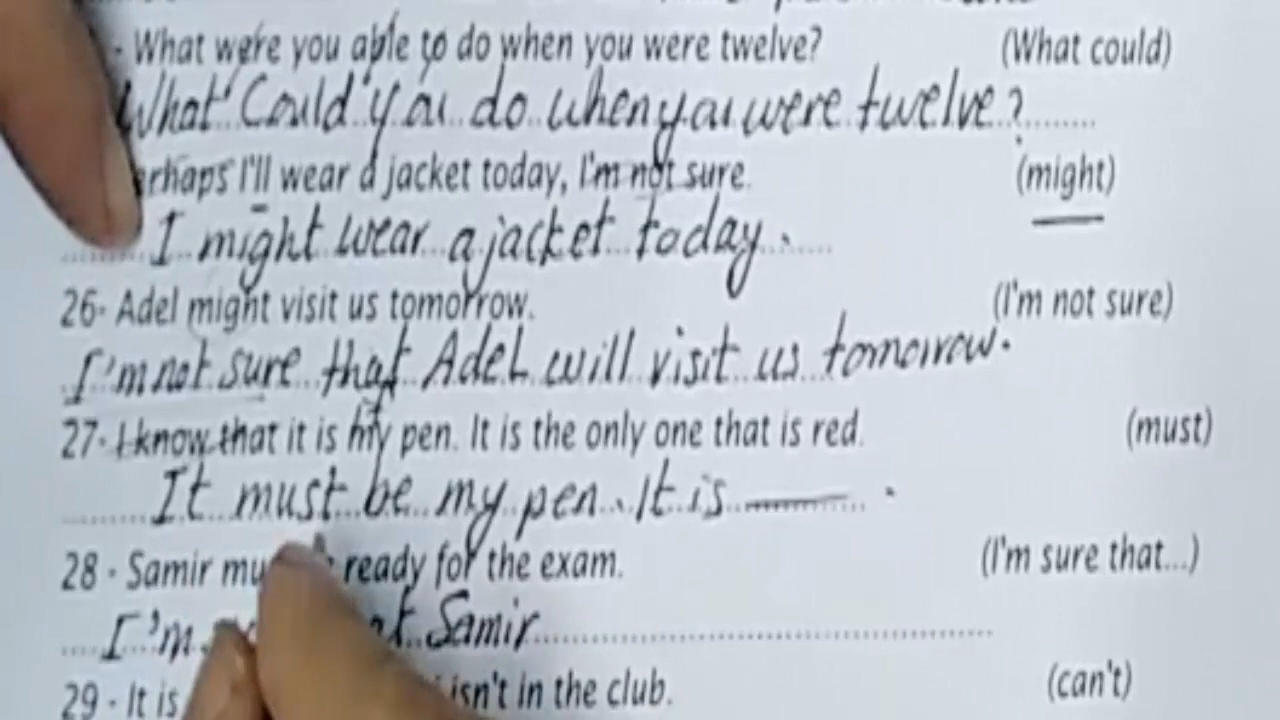 - What were you able to do when you were twelve? (What could)
What Could you do when you were twelve?
I'll wear a jacket today, I'm not sure. (might)
I might wear a jacket today.
26- Adel might visit us tomorrow. (I'm not sure)
I'm not sure that Adel will visit us tomorrow.
27- I know that it is my pen. It is the only one that is red. (must)
It must be my pen. It is
28 - Samir ready for the exam. (I'm sure that...)
I'm Samir
29 - It is isn't in the club. (can't)